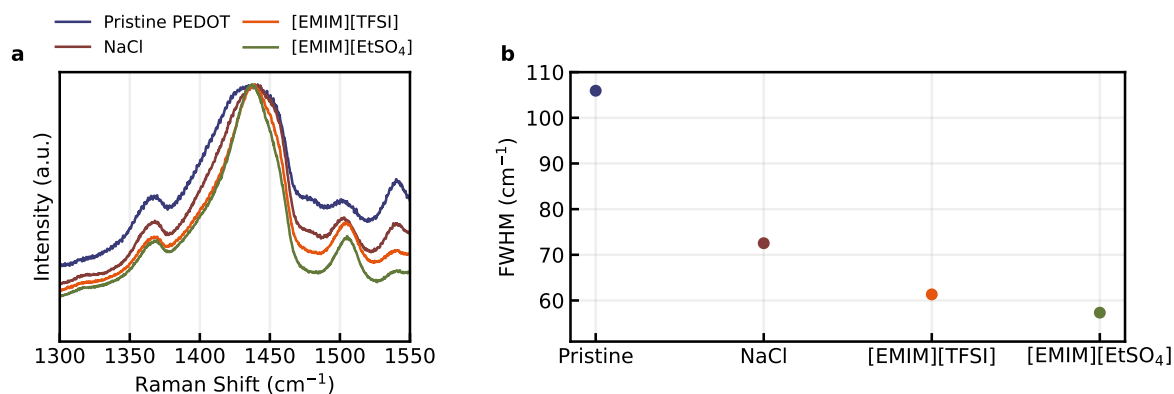 Pristine PEDOT
NaCl
[EMIM][TFSI]
[EMIM][EtSO₄]
a
Intensity (a.u.)
1300 1350 1400 1450 1500 1550
Raman Shift (cm⁻¹)
b
FWHM (cm⁻¹)
110
100
90
80
70
60
Pristine NaCl [EMIM][TFSI] [EMIM][EtSO₄]